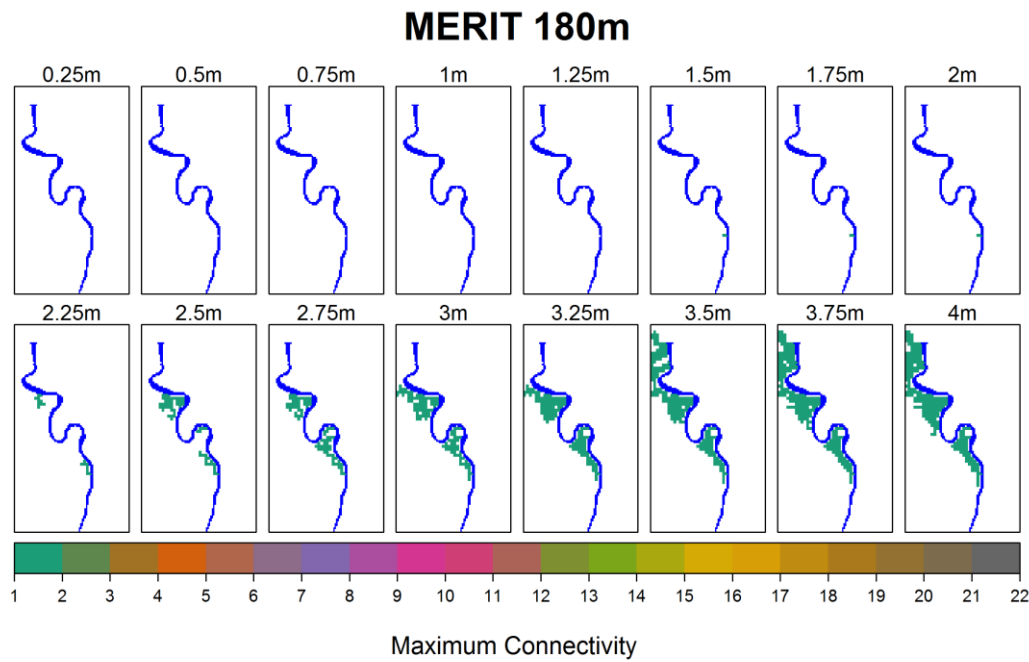 MERIT 180m
0.25m 0.5m 0.75m 1m 1.25m 1.5m 1.75m 2m
2.25m 2.5m 2.75m 3m 3.25m 3.5m 3.75m 4m
1 2 3 4 5 6 7 8 9 10 11 12 13 14 15 16 17 18 19 20 21 22
Maximum Connectivity